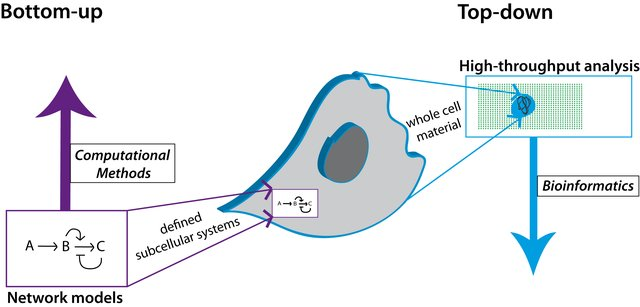 Bottom-up
Top-down
High-throughput analysis
whole cell
material
Computational
Methods
Bioinformatics
defined
subcellular systems
A B C
A B C
Network models